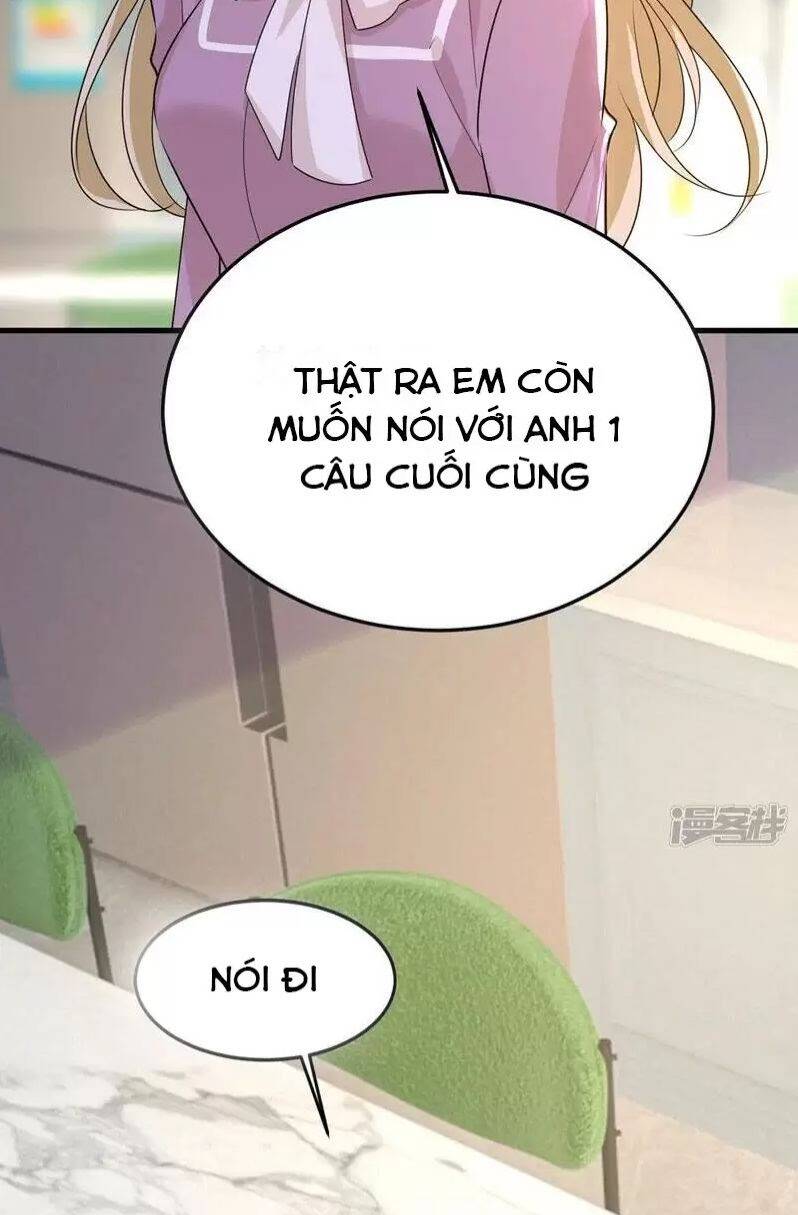 THẬT RA EM CÒN
MUỐN NÓI VỚI ANH 1
CÂU CUỐI CÙNG
漫客栈
NÓI ĐI